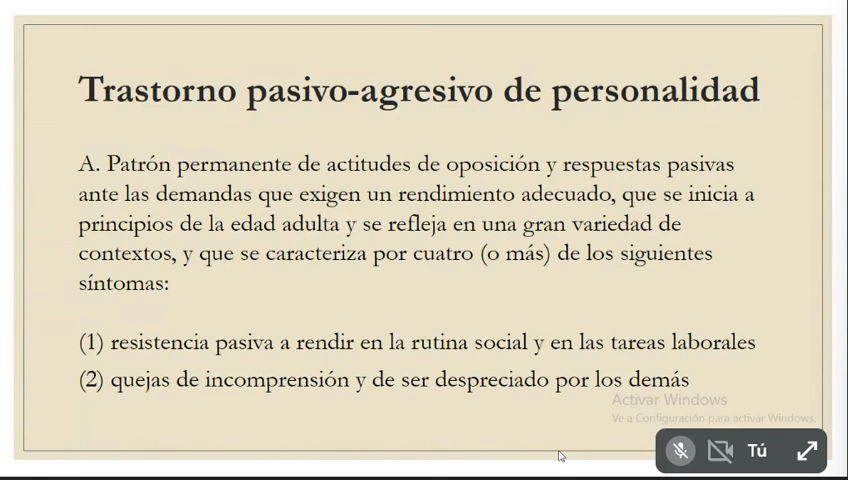 Trastorno pasivo-agresivo de personalidad
A. Patrón permanente de actitudes de oposición y respuestas pasivas
ante las demandas que exigen un rendimiento adecuado, que se inicia a
principios de la edad adulta y se refleja en una gran variedad de
contextos, y que se caracteriza por cuatro (o más) de los siguientes
síntomas:
(1) resistencia pasiva a rendir en la rutina social y en las tareas laborales
(2) quejas de incomprensión y de ser despreciado por los demás
Activar Windows
Ve a Configuración para activar Windows.
Tú